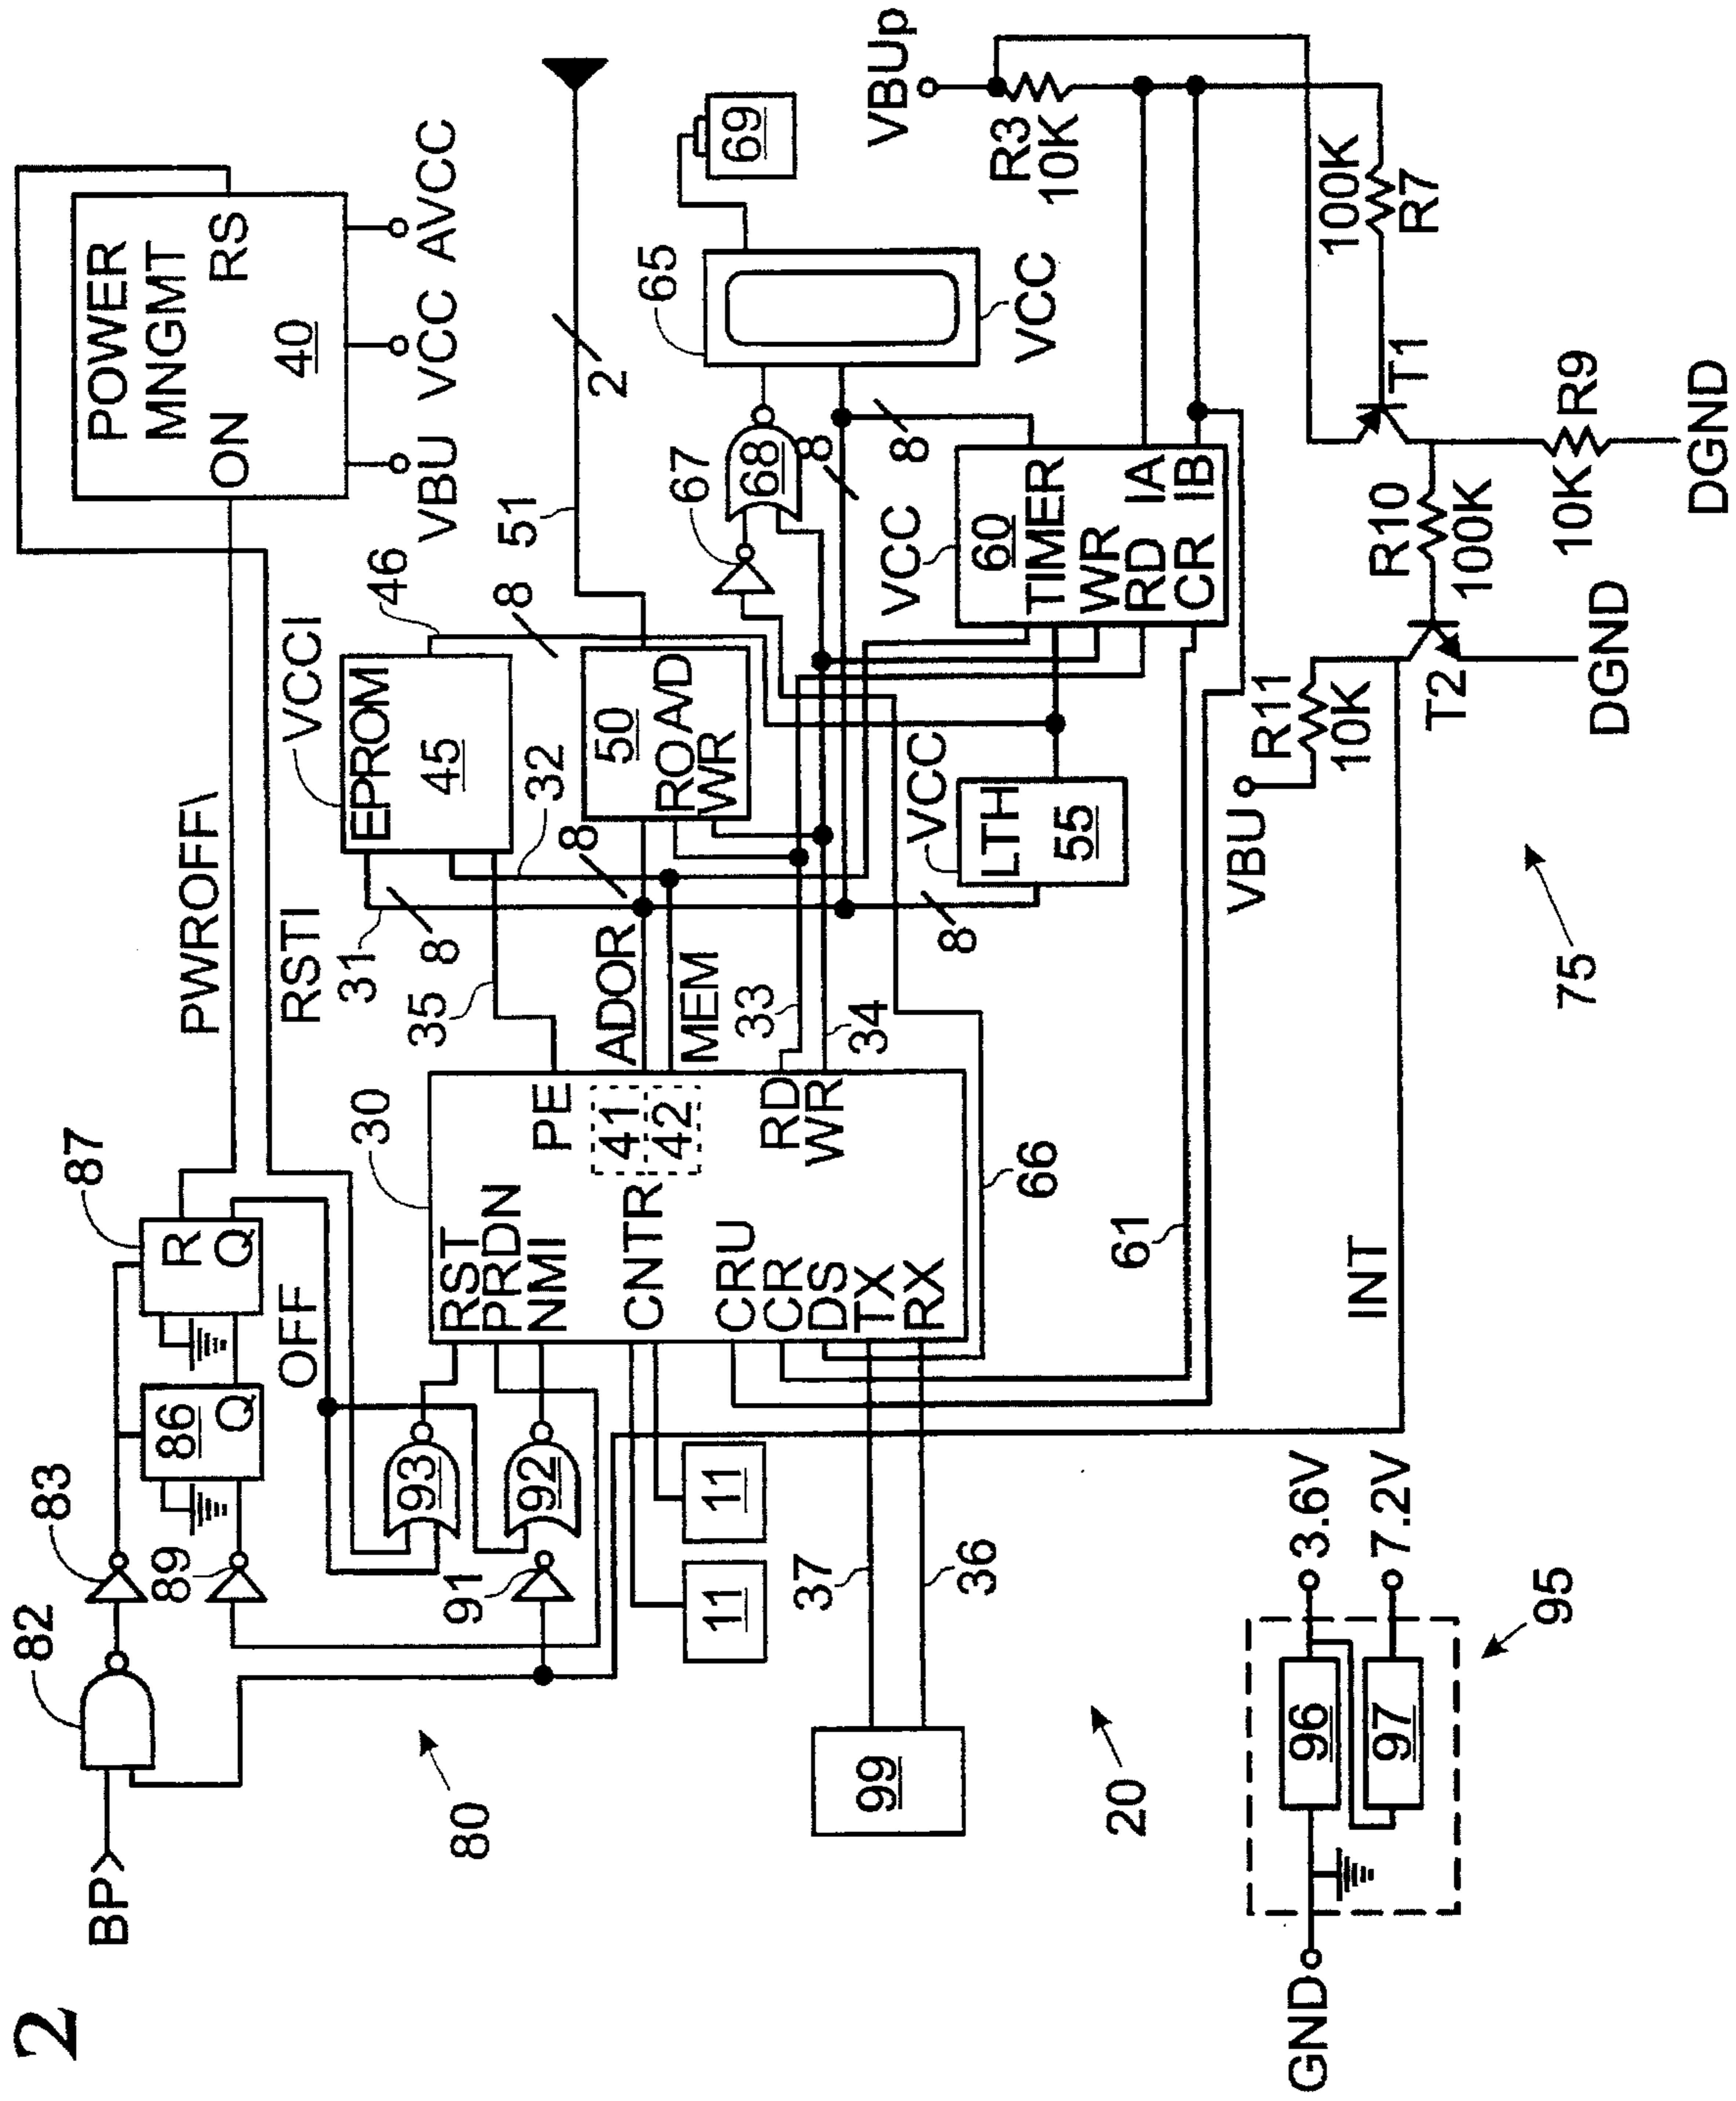 2
BP>
82
83
89
86
Q
87
R
Q
OFF
PWROFF\
RSTI
POWER
MNGMT
ON
RS
40
VBU
VCC
AVCC
80
91
92
93
30
RST
PRDN
NMI
CNTR
CRU
CR
DS
TX
RX
PE
41
42
RD
WR
11
11
99
37
36
66
61
INT
31
35
ADOR
MEM
33
34
8
8
32
VCCI
EPROM
45
46
8
50
RO A/D
WR
51
2
67
68
8
8
65
69
VCC
VCC
60
TIMER
WR
RD IA
CR IB
VCC
LTH
55
8
VBUp
R3
10K
100K
R7
T1
R9
10K
DGND
R10
100K
T2
DGND
R11
10K
VBU
75
20
GND
96
97
3.6V
7.2V
95